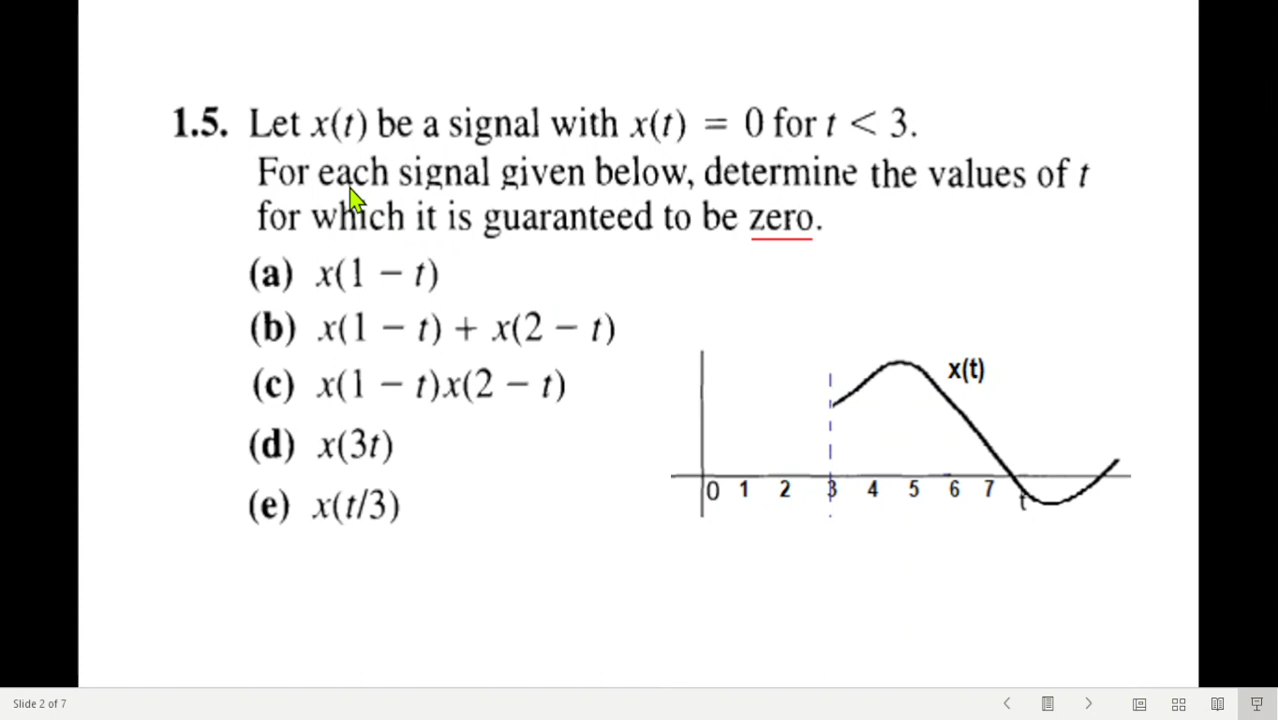 1.5. Let x(t) be a signal with x(t) = 0 for t < 3.
For each signal given below, determine the values of t
for which it is guaranteed to be zero.
(a) x(1 − t)
(b) x(1 − t) + x(2 − t)
(c) x(1 − t)x(2 − t)
(d) x(3t)
(e) x(t/3)
x(t)
0 1 2 3 4 5 6 7 t
Slide 2 of 7